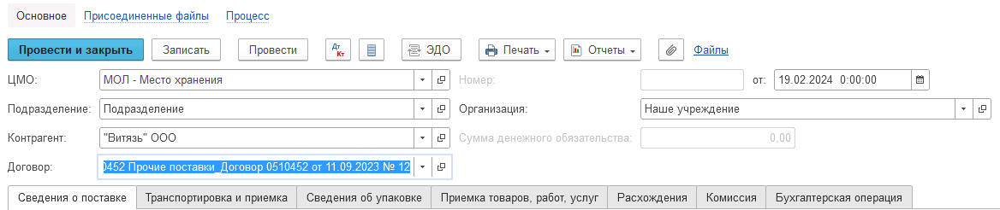 Основное Присоединенные файлы Процесс
Провести и закрыть Записать Провести Дт Кт ЭДО Печать Отчеты Файлы
ЦМО: МОЛ - Место хранения Номер: от: 19.02.2024 0:00:00
Подразделение: Подразделение Организация: Наше учреждение
Контрагент: "Витязь" ООО Сумма денежного обязательства: 0,00
Договор: 0452 Прочие поставки_Договор 0510452 от 11.09.2023 № 12
Сведения о поставке Транспортировка и приемка Сведения об упаковке Приемка товаров, работ, услуг Расхождения Комиссия Бухгалтерская операция